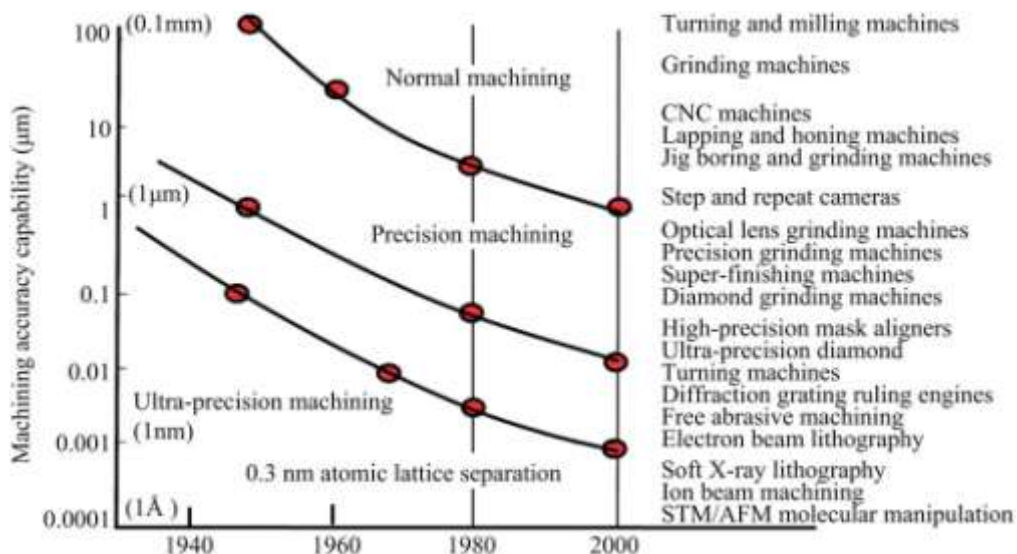 Machining accuracy capability (μm)
100
10
1
0.1
0.01
0.001
0.0001
(0.1mm)
(1μm)
(1nm)
(1Å )
Normal machining
Precision machining
Ultra-precision machining
0.3 nm atomic lattice separation
1940
1960
1980
2000
Turning and milling machines
Grinding machines
CNC machines
Lapping and honing machines
Jig boring and grinding machines
Step and repeat cameras
Optical lens grinding machines
Precision grinding machines
Super-finishing machines
Diamond grinding machines
High-precision mask aligners
Ultra-precision diamond
Turning machines
Diffraction grating ruling engines
Free abrasive machining
Electron beam lithography
Soft X-ray lithography
Ion beam machining
STM/AFM molecular manipulation